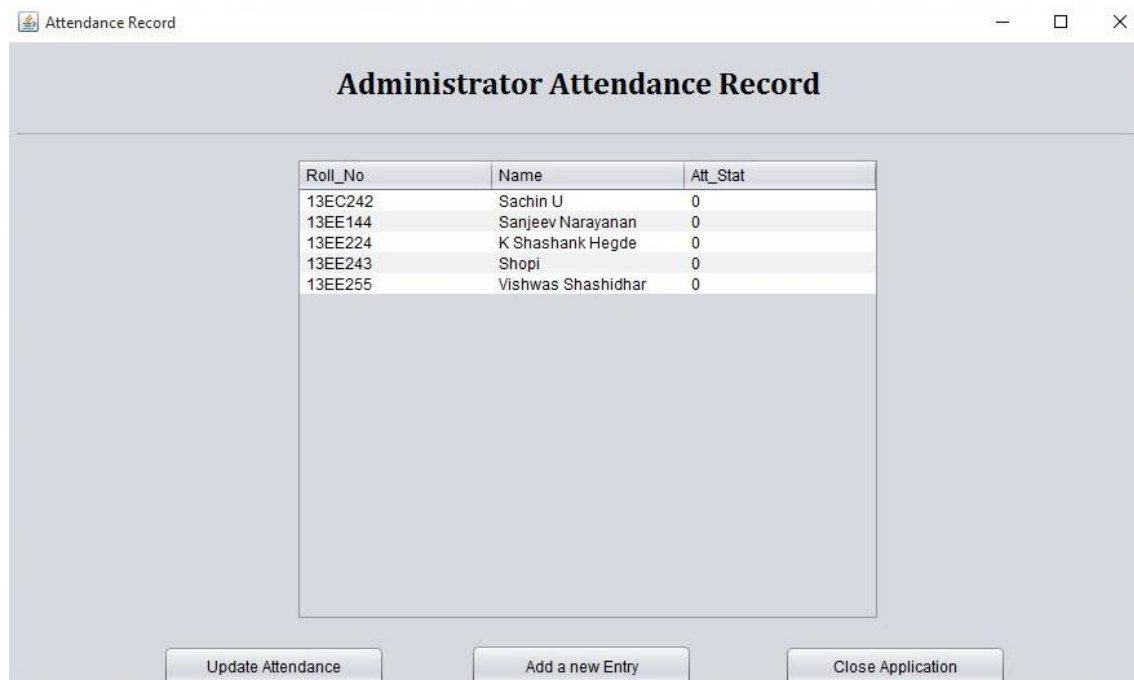 Attendance Record
Administrator Attendance Record
Roll_No Name Att_Stat
13EC242 Sachin U 0
13EE144 Sanjeev Narayanan 0
13EE224 K Shashank Hegde 0
13EE243 Shopi 0
13EE255 Vishwas Shashidhar 0
Update Attendance Add a new Entry Close Application